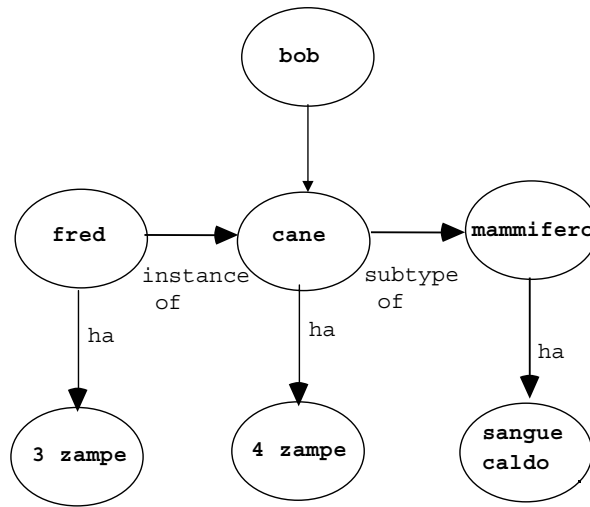 bob
fred
cane
mammifero
instance
of
subtype
of
ha
ha
ha
3 zampe
4 zampe
sangue
caldo